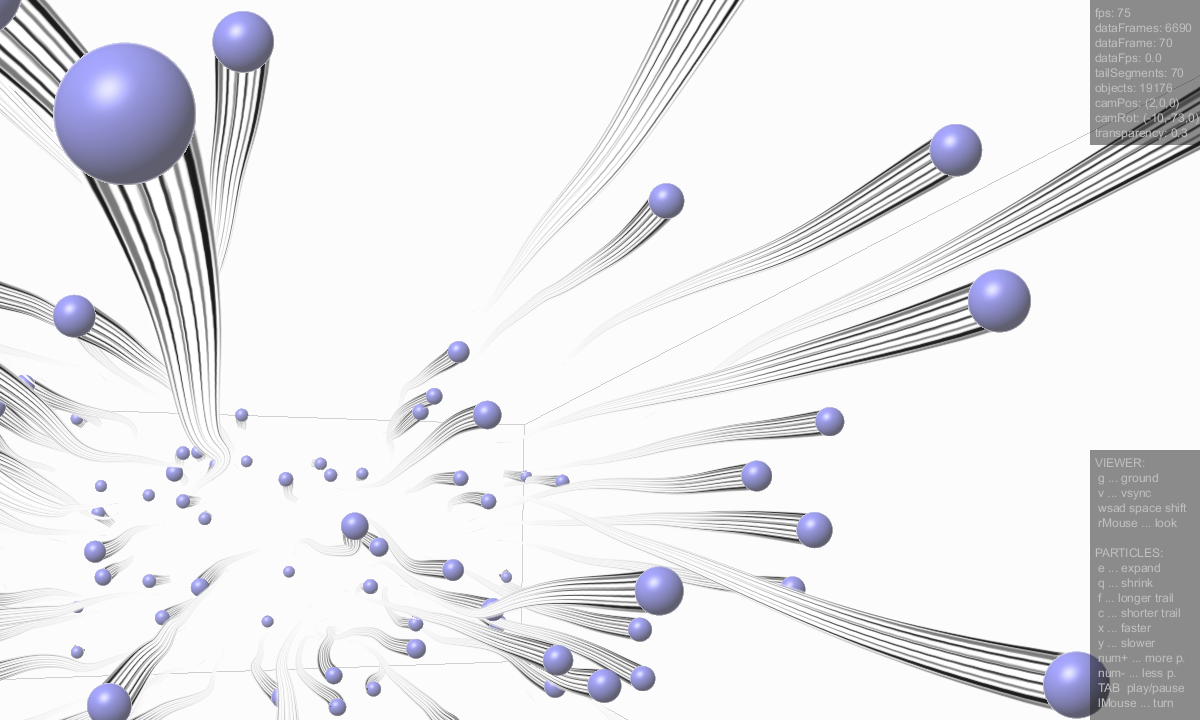 fps: 75
dataFrames: 6690
dataFrame: 70
dataFps: 0.0
tailSegments: 70
objects: 19176
camPos: (2,0,0)
camRot: (-10,-73,0)
transparency: 0.3
VIEWER:
g ... ground
v ... vsync
wsad space shift
rMouse ... look
PARTICLES:
e ... expand
q ... shrink
f ... longer trail
c ... shorter trail
x ... faster
y ... slower
num+ ... more p.
num- ... less p.
TAB play/pause
lMouse ... turn